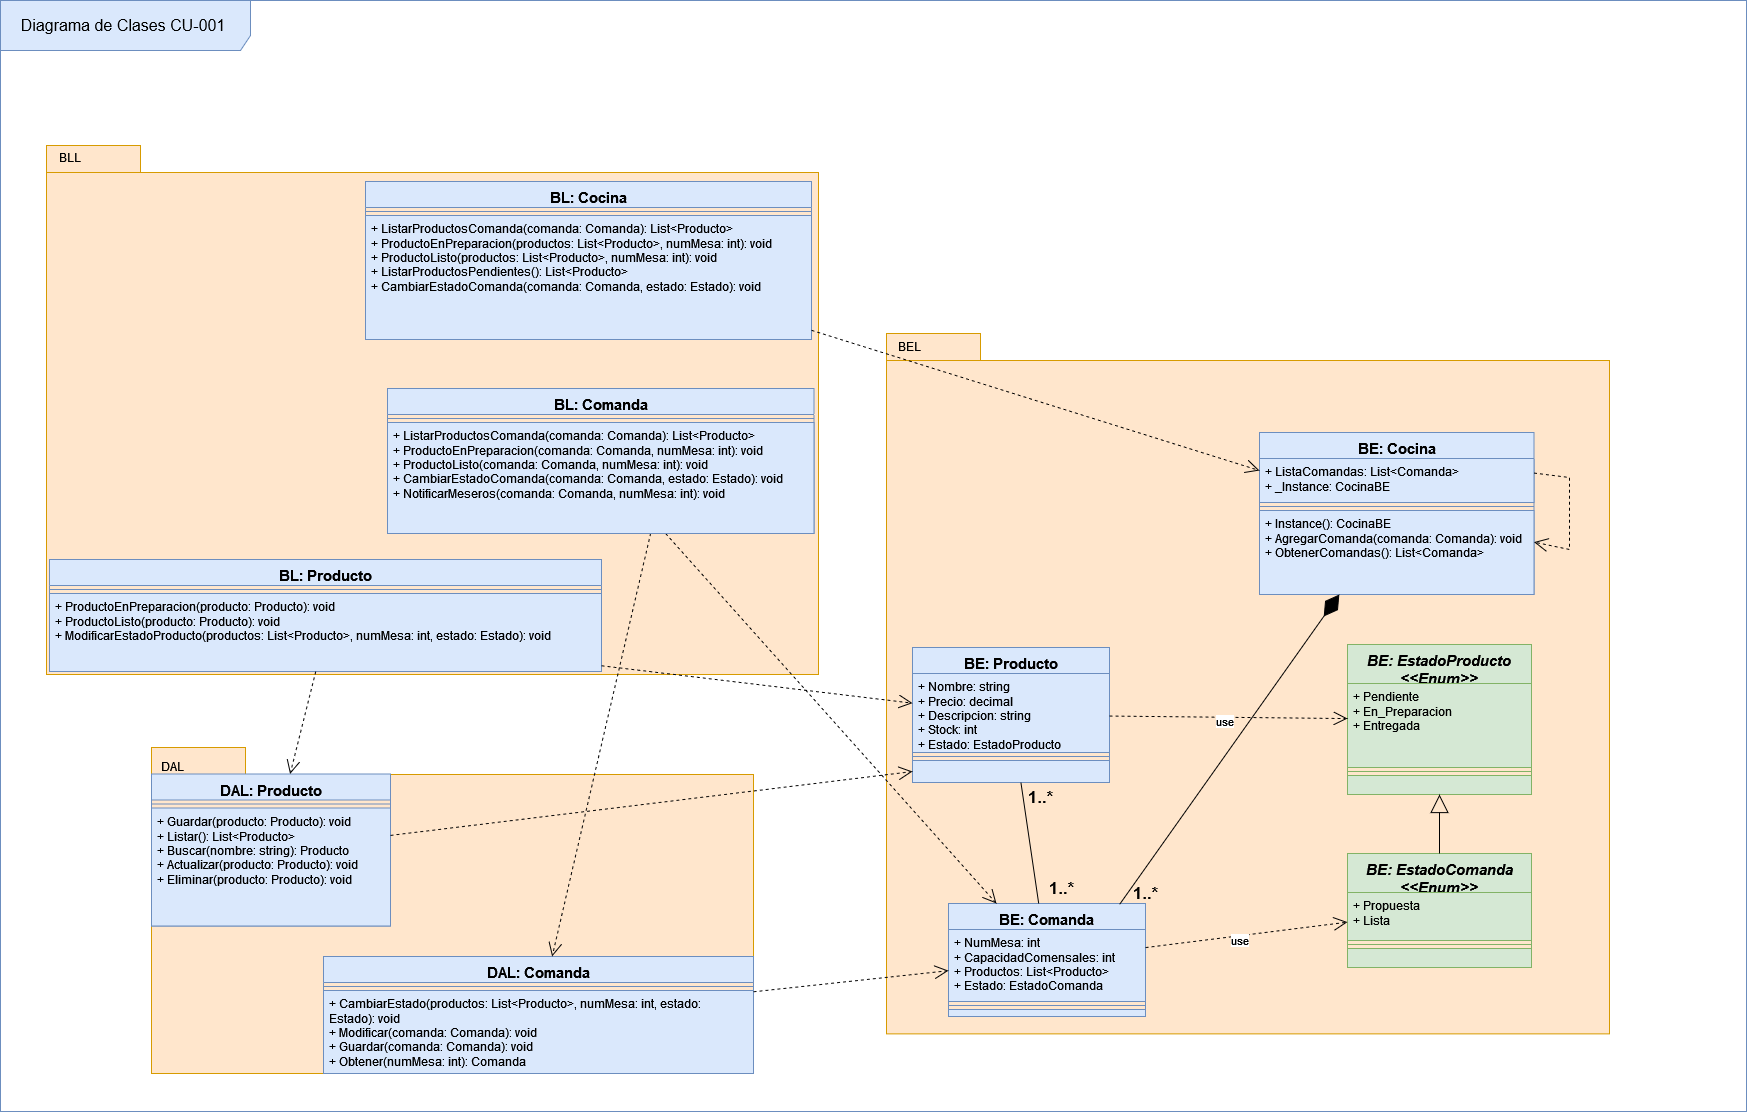 Diagrama de Clases CU-001
BLL
BL: Cocina
+ ListarProductosComanda(comanda: Comanda): List<Producto>
+ ProductoEnPreparacion(productos: List<Producto>, numMesa: int): void
+ ProductoListo(productos: List<Producto>, numMesa: int): void
+ ListarProductosPendientes(): List<Producto>
+ CambiarEstadoComanda(comanda: Comanda, estado: Estado): void
BL: Comanda
+ ListarProductosComanda(comanda: Comanda): List<Producto>
+ ProductoEnPreparacion(comanda: Comanda, numMesa: int): void
+ ProductoListo(comanda: Comanda, numMesa: int): void
+ CambiarEstadoComanda(comanda: Comanda, estado: Estado): void
+ NotificarMeseros(comanda: Comanda, numMesa: int): void
BL: Producto
+ ProductoEnPreparacion(producto: Producto): void
+ ProductoListo(producto: Producto): void
+ ModificarEstadoProducto(productos: List<Producto>, numMesa: int, estado: Estado): void
DAL
DAL: Producto
+ Guardar(producto: Producto): void
+ Listar(): List<Producto>
+ Buscar(nombre: string): Producto
+ Actualizar(producto: Producto): void
+ Eliminar(producto: Producto): void
DAL: Comanda
+ CambiarEstado(productos: List<Producto>, numMesa: int, estado:
Estado): void
+ Modificar(comanda: Comanda): void
+ Guardar(comanda: Comanda): void
+ Obtener(numMesa: int): Comanda
BEL
BE: Cocina
+ ListaComandas: List<Comanda>
+ _Instance: CocinaBE
+ Instance(): CocinaBE
+ AgregarComanda(comanda: Comanda): void
+ ObtenerComandas(): List<Comanda>
BE: Producto
+ Nombre: string
+ Precio: decimal
+ Descripcion: string
+ Stock: int
+ Estado: EstadoProducto
use
BE: EstadoProducto
<<Enum>>
+ Pendiente
+ En_Preparacion
+ Entregada
1..*
1..*
1..*
BE: Comanda
+ NumMesa: int
+ CapacidadComensales: int
+ Productos: List<Producto>
+ Estado: EstadoComanda
use
BE: EstadoComanda
<<Enum>>
+ Propuesta
+ Lista